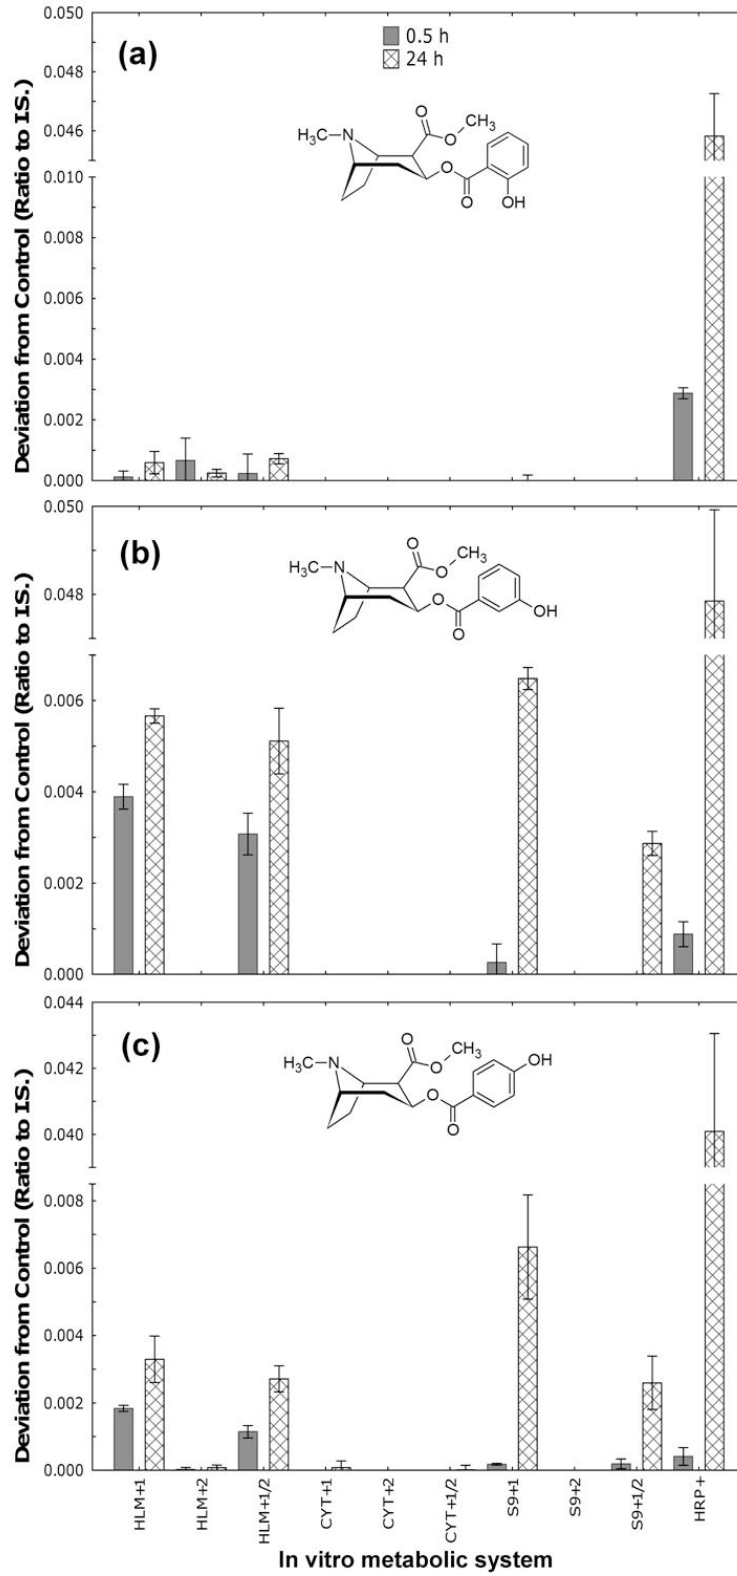 0.050
(a)
0.5 h
24 h
0.048
0.046
0.010
0.008
0.006
0.004
0.002
0.000
Deviation from Control (Ratio to IS.)
H₃C N O O CH₃ O O OH
0.050
(b)
0.048
0.006
0.004
0.002
0.000
Deviation from Control (Ratio to IS.)
H₃C N O O CH₃ O O OH
0.044
(c)
0.042
0.040
0.008
0.006
0.004
0.002
0.000
Deviation from Control (Ratio to IS.)
H₃C N O O CH₃ O O OH
HLM+1
HLM+2
HLM+1/2
CYT+1
CYT+2
CYT+1/2
S9+1
S9+2
S9+1/2
HRP+
In vitro metabolic system